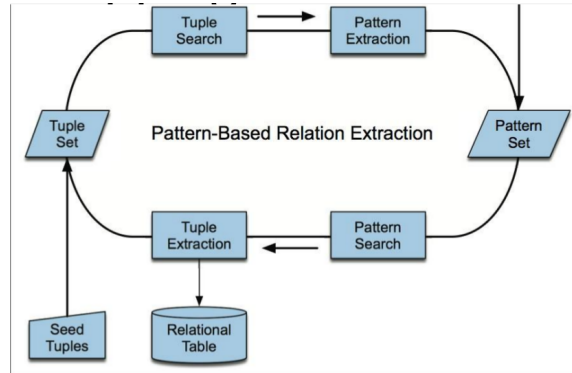 Tuple
Search
Pattern
Extraction
Tuple
Set
Pattern-Based Relation Extraction
Pattern
Set
Tuple
Extraction
Pattern
Search
Seed
Tuples
Relational
Table